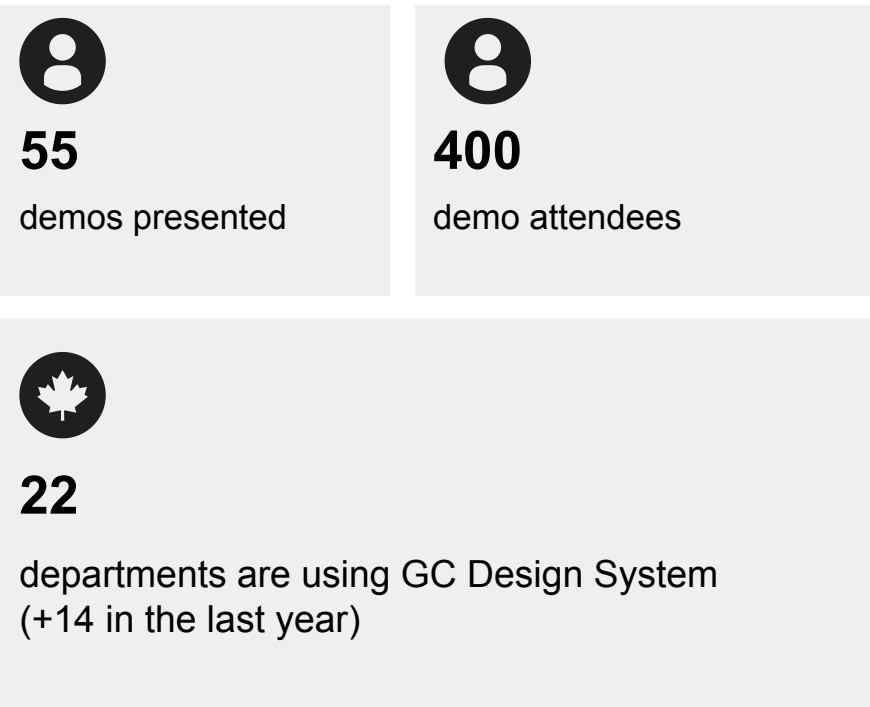 55
demos presented
400
demo attendees
22
departments are using GC Design System
(+14 in the last year)